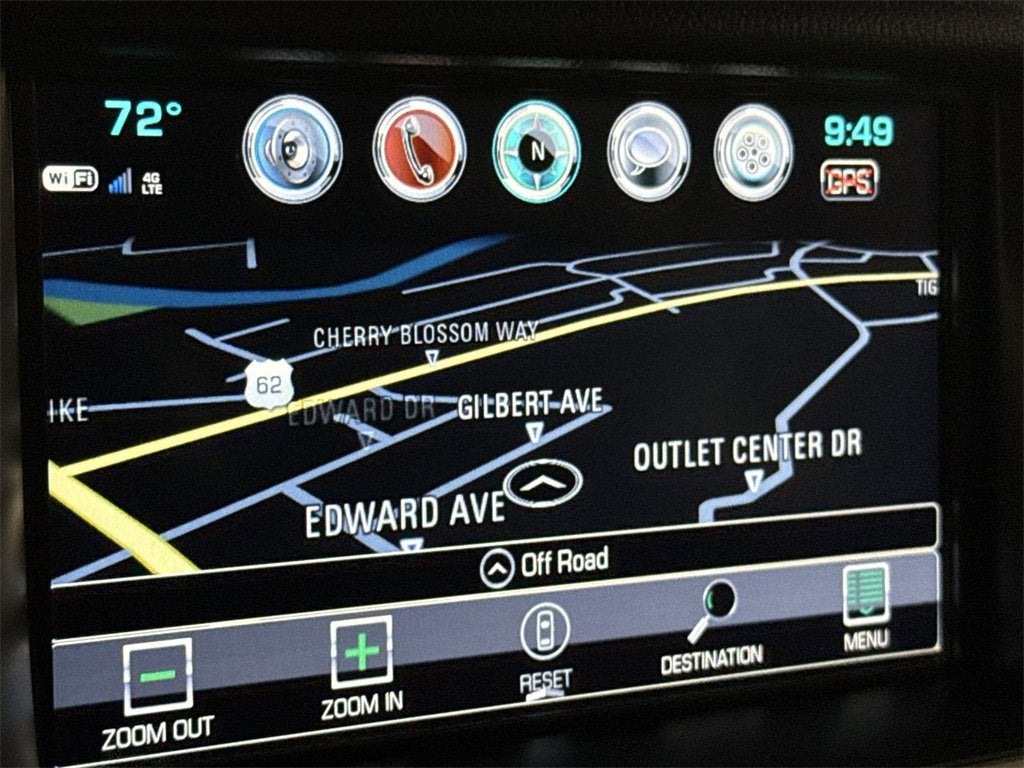 72°
N
9:49
WiFi
4G
LTE
GPS
TIG
CHERRY BLOSSOM WAY
62
IKE
EDWARD DR
GILBERT AVE
OUTLET CENTER DR
EDWARD AVE
Off Road
ZOOM OUT
ZOOM IN
RESET
DESTINATION
MENU